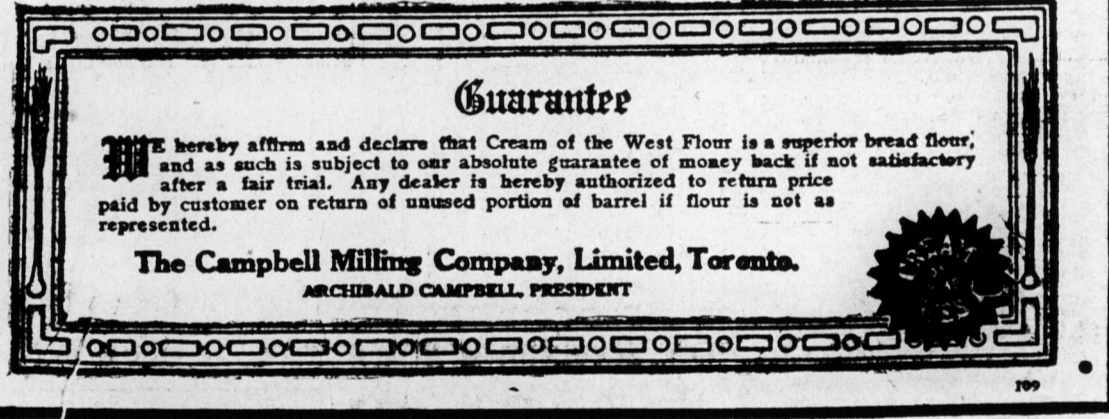 Guarantee
WE hereby affirm and declare that Cream of the West Flour is a superior bread flour,
and as such is subject to our absolute guarantee of money back if not satisfactory
after a fair trial. Any dealer is hereby authorized to return price
paid by customer on return of unused portion of barrel if flour is not as
represented.
The Campbell Milling Company, Limited, Toronto.
ARCHIBALD CAMPBELL, PRESIDENT
109